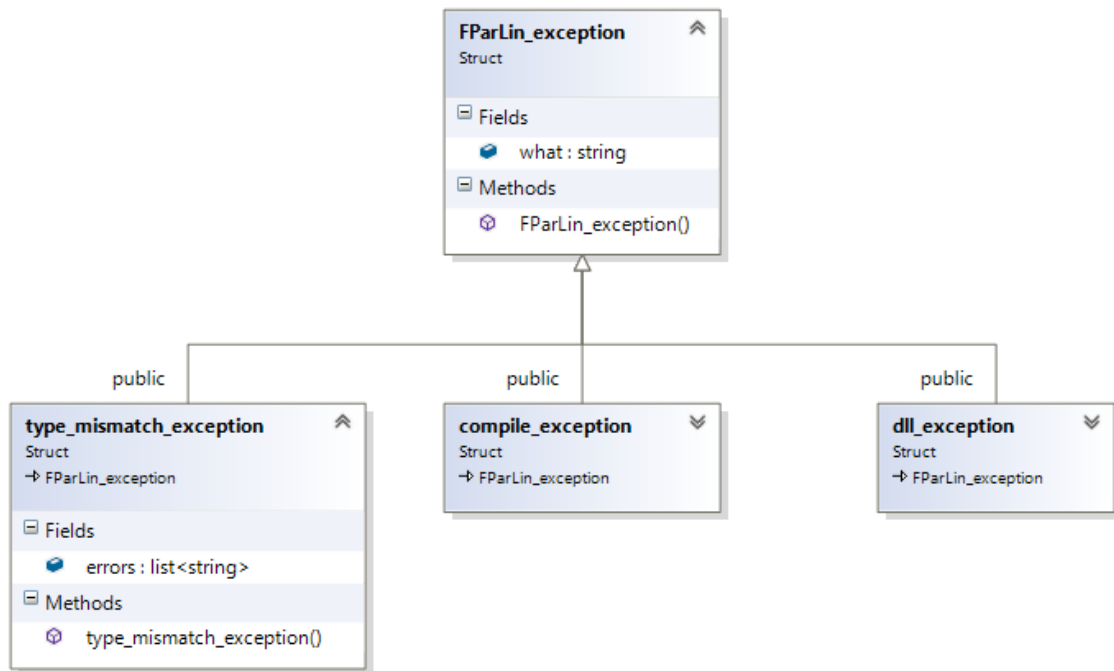 FParLin_exception
Struct
Fields
what : string
Methods
FParLin_exception()
public
public
public
type_mismatch_exception
Struct
FParLin_exception
Fields
errors : list<string>
Methods
type_mismatch_exception()
compile_exception
Struct
FParLin_exception
dll_exception
Struct
FParLin_exception